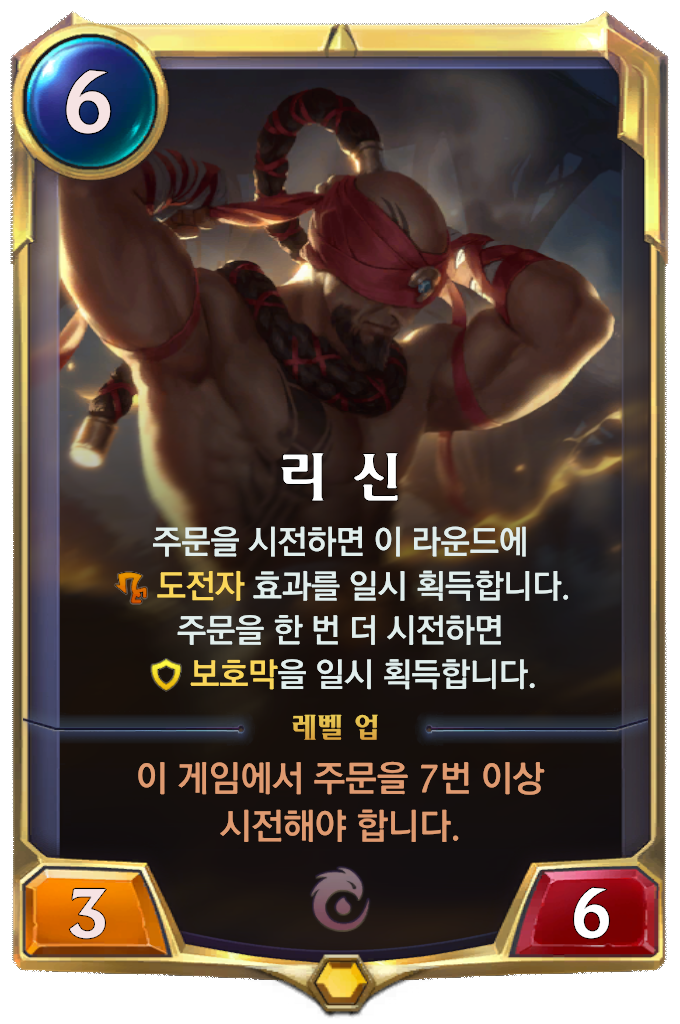 6
리 신
주문을 시전하면 이 라운드에
도전자 효과를 일시 획득합니다.
주문을 한 번 더 시전하면
보호막을 일시 획득합니다.
레벨 업
이 게임에서 주문을 7번 이상
시전해야 합니다.
3
6